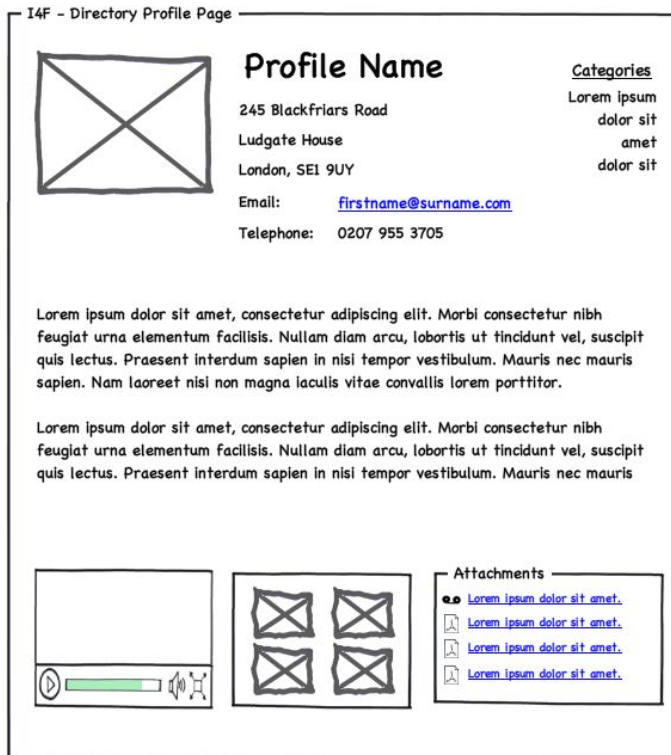 I4F - Directory Profile Page
Profile Name
245 Blackfriars Road
Ludgate House
London, SE1 9UY
Email: firstname@surname.com
Telephone: 0207 955 3705
Categories
Lorem ipsum
dolor sit
amet
dolor sit
Lorem ipsum dolor sit amet, consectetur adipiscing elit. Morbi consectetur nibh
feugiat urna elementum facilisis. Nullam diam arcu, lobortis ut tincidunt vel, suscipit
quis lectus. Praesent interdum sapien in nisi tempor vestibulum. Mauris nec mauris
sapien. Nam laoreet nisi non magna iaculis vitae convallis lorem porttitor.
Lorem ipsum dolor sit amet, consectetur adipiscing elit. Morbi consectetur nibh
feugiat urna elementum facilisis. Nullam diam arcu, lobortis ut tincidunt vel, suscipit
quis lectus. Praesent interdum sapien in nisi tempor vestibulum. Mauris nec mauris
Attachments
Lorem ipsum dolor sit amet.
Lorem ipsum dolor sit amet.
Lorem ipsum dolor sit amet.
Lorem ipsum dolor sit amet.